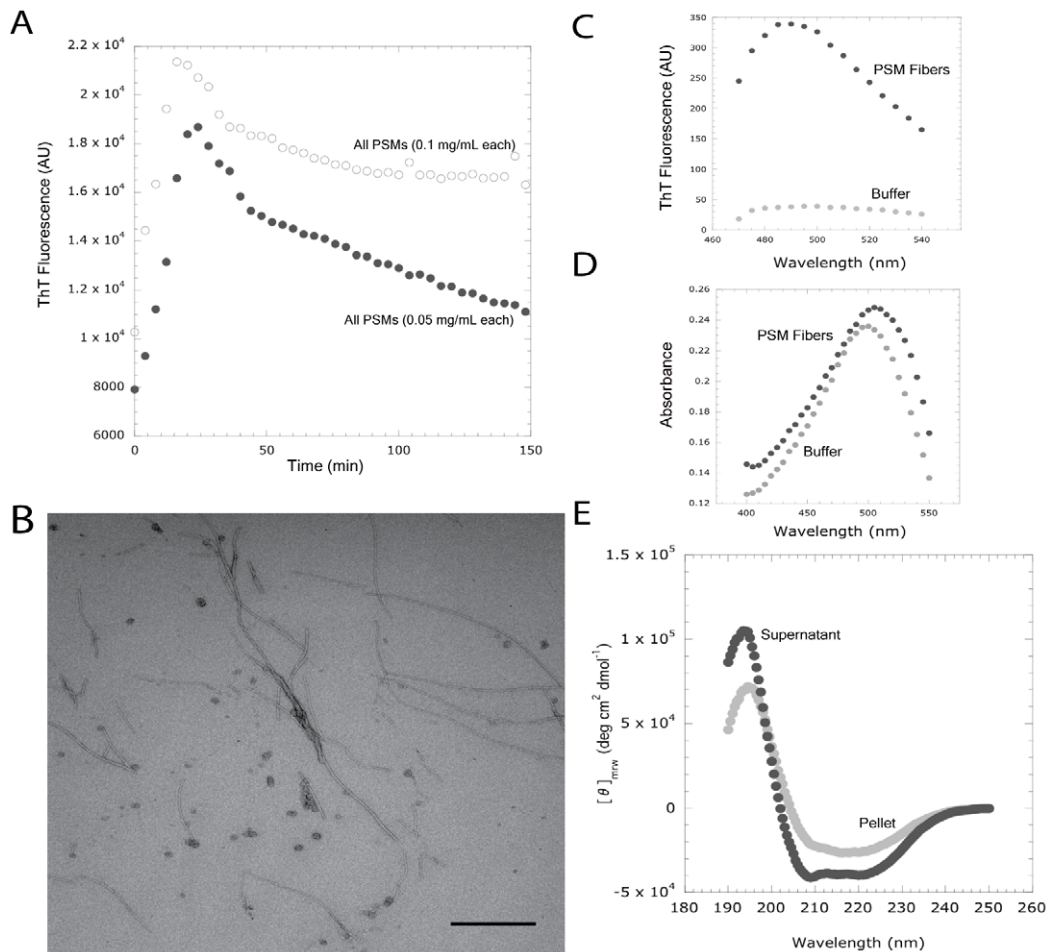 A
2.2 x 10⁴
2 x 10⁴
1.8 x 10⁴
1.6 x 10⁴
1.4 x 10⁴
1.2 x 10⁴
1 x 10⁴
8000
6000
ThT Fluorescence (AU)
All PSMs (0.1 mg/mL each)
All PSMs (0.05 mg/mL each)
0 50 100 150
Time (min)
B
C
350
300
250
200
150
100
50
0
ThT Fluorescence (AU)
PSM Fibers
Buffer
460 480 500 520 540
Wavelength (nm)
D
0.26
0.24
0.22
0.2
0.18
0.16
0.14
0.12
Absorbance
PSM Fibers
Buffer
400 450 500 550
Wavelength (nm)
E
1.5 x 10⁵
1 x 10⁵
5 x 10⁴
0
-5 x 10⁴
[θ]mrw (deg cm² dmol⁻¹)
Supernatant
Pellet
180 190 200 210 220 230 240 250 260
Wavelength (nm)